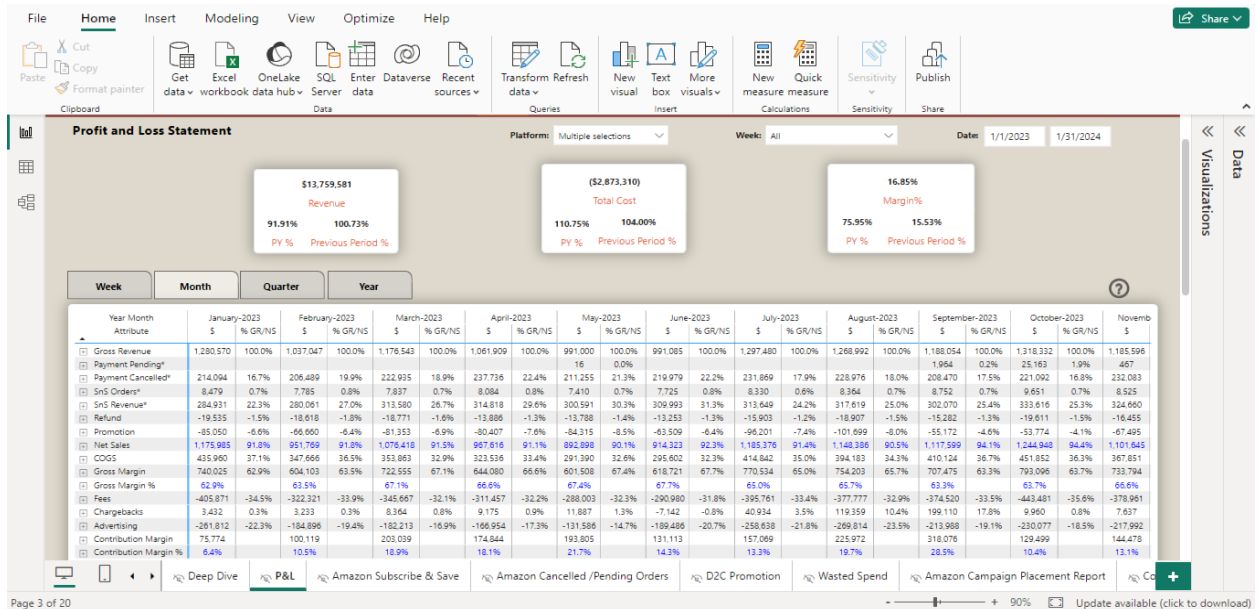 File Home Insert Modeling View Optimize Help Share
Paste
Cut
Copy
Format painter
Get data
Excel workbook
OneLake data hub
SQL Server
Enter data
Dataverse
Recent sources
Transform data
Refresh
New visual
Text box
More visuals
New measure
Quick measure
Sensitivity
Publish
Clipboard Data Queries Insert Calculations Sensitivity Share
Profit and Loss Statement
Platform: Multiple selections Week: All Date: 1/1/2023 1/31/2024
$13,759,581
Revenue
91.91% 100.73%
PY % Previous Period %
($2,873,310)
Total Cost
110.75% 104.00%
PY % Previous Period %
16.85%
Margin%
75.95% 15.53%
PY % Previous Period %
Visualizations
Data
Week Month Quarter Year
?
Year Month January-2023 February-2023 March-2023 April-2023 May-2023 June-2023 July-2023 August-2023 September-2023 October-2023 Novemb
Attribute $ % GR/NS $ % GR/NS $ % GR/NS $ % GR/NS $ % GR/NS $ % GR/NS $ % GR/NS $ % GR/NS $ % GR/NS $ % GR/NS $
Gross Revenue 1,280,570 100.0% 1,037,047 100.0% 1,176,543 100.0% 1,061,909 100.0% 991,000 100.0% 991,085 100.0% 1,297,480 100.0% 1,268,992 100.0% 1,188,054 100.0% 1,318,332 100.0% 1,185,596
Payment Pending* 16 0.0% 1,964 0.2% 25,163 1.9% 467
Payment Cancelled* 214,094 16.7% 206,489 19.9% 222,935 18.9% 237,736 22.4% 211,255 21.3% 219,979 22.2% 231,869 17.9% 228,976 18.0% 208,470 17.5% 221,092 16.8% 232,083
SnS Orders* 8,479 0.7% 7,785 0.8% 7,837 0.7% 8,084 0.8% 7,410 0.7% 7,725 0.8% 8,330 0.6% 8,364 0.7% 8,752 0.7% 9,651 0.7% 8,525
SnS Revenue* 284,931 22.3% 280,061 27.0% 313,580 26.7% 314,818 29.6% 300,591 30.3% 309,993 31.3% 313,649 24.2% 317,619 25.0% 302,070 25.4% 333,616 25.3% 324,660
Refund -19,535 -1.5% -18,618 -1.8% -18,771 -1.6% -13,886 -1.3% -13,788 -1.4% -13,253 -1.3% -15,903 -1.2% -18,907 -1.5% -15,282 -1.3% -19,611 -1.5% -16,455
Promotion -85,050 -6.6% -66,660 -6.4% -81,353 -6.9% -80,407 -7.6% -84,315 -8.5% -63,509 -6.4% -96,201 -7.4% -101,699 -8.0% -55,172 -4.6% -53,774 -4.1% -67,495
Net Sales 1,175,985 91.8% 951,769 91.8% 1,076,418 91.5% 967,616 91.1% 892,898 90.1% 914,323 92.3% 1,185,376 91.4% 1,148,386 90.5% 1,117,599 94.1% 1,244,948 94.4% 1,101,645
COGS 435,960 37.1% 347,666 36.5% 353,863 32.9% 323,536 33.4% 291,390 32.6% 295,602 32.3% 414,842 35.0% 394,183 34.3% 410,124 36.7% 451,852 36.3% 367,851
Gross Margin 740,025 62.9% 604,103 63.5% 722,555 67.1% 644,080 66.6% 601,508 67.4% 618,721 67.7% 770,534 65.0% 754,203 65.7% 707,475 63.3% 793,096 63.7% 733,794
Gross Margin % 62.9% 63.5% 67.1% 66.6% 67.4% 67.7% 65.0% 65.7% 63.3% 63.7% 66.6%
Fees -405,871 -34.5% -322,321 -33.9% -345,667 -32.1% -311,457 -32.2% -288,003 -32.3% -290,980 -31.8% -395,761 -33.4% -377,777 -32.9% -374,520 -33.5% -443,481 -35.6% -378,961
Chargebacks 3,432 0.3% 3,233 0.3% 8,364 0.8% 9,175 0.9% 11,887 1.3% -7,142 -0.8% 40,934 3.5% 119,359 10.4% 199,110 17.8% 9,960 0.8% 7,637
Advertising -261,812 -22.3% -184,896 -19.4% -182,213 -16.9% -166,954 -17.3% -131,586 -14.7% -189,486 -20.7% -258,638 -21.8% -269,814 -23.5% -213,988 -19.1% -230,077 -18.5% -217,992
Contribution Margin 75,774 100,119 203,039 174,844 193,805 131,113 157,069 225,972 318,076 129,499 144,478
Contribution Margin % 6.4% 10.5% 18.9% 18.1% 21.7% 14.3% 13.3% 19.7% 28.5% 10.4% 13.1%
Deep Dive P&L Amazon Subscribe & Save Amazon Cancelled /Pending Orders D2C Promotion Wasted Spend Amazon Campaign Placement Report Co +
Page 3 of 20 - + 90% Update available (click to download)